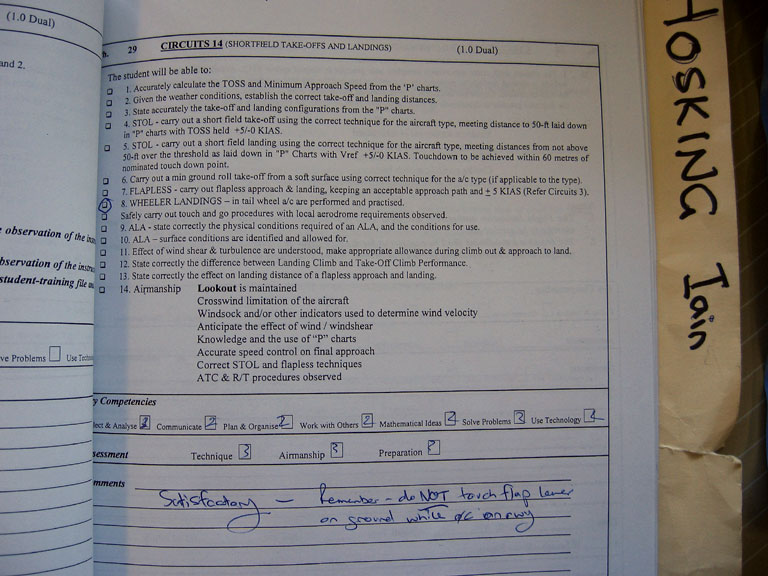 (1.0 Dual)
and 2.
29 CIRCUITS 14 (SHORTFIELD TAKE-OFFS AND LANDINGS) (1.0 Dual)
The student will be able to:
1. Accurately calculate the TOSS and Minimum Approach Speed from the 'P' charts.
2. Given the weather conditions, establish the correct take-off and landing distances.
3. State accurately the take-off and landing configurations from the "P" charts.
4. STOL - carry out a short field take-off using the correct technique for the aircraft type, meeting distance to 50-ft laid down
in "P" charts with TOSS held +5/-0 KIAS.
5. STOL - carry out a short field landing using the correct technique for the aircraft type, meeting distances from not above
50-ft over the threshold as laid down in "P" Charts with Vref +5/-0 KIAS. Touchdown to be achieved within 60 metres of
nominated touch down point.
6. Carry out a min ground roll take-off from a soft surface using correct technique for the a/c type (if applicable to the type).
7. FLAPLESS - carry out flapless approach & landing, keeping an acceptable approach path and ± 5 KIAS (Refer Circuits 3).
8. WHEELER LANDINGS – in tail wheel a/c are performed and practised.
Safely carry out touch and go procedures with local aerodrome requirements observed.
9. ALA - state correctly the physical conditions required of an ALA, and the conditions for use.
10. ALA – surface conditions are identified and allowed for.
11. Effect of wind shear & turbulence are understood, make appropriate allowance during climb out & approach to land.
12. State correctly the difference between Landing Climb and Take-Off Climb Performance.
13. State correctly the effect on landing distance of a flapless approach and landing.
14. Airmanship Lookout is maintained
Crosswind limitation of the aircraft
Windsock and/or other indicators used to determine wind velocity
Anticipate the effect of wind / windshear
Knowledge and the use of "P" charts
Accurate speed control on final approach
Correct STOL and flapless techniques
ATC & R/T procedures observed
y Competencies
lect & Analyse Communicate 2 Plan & Organise 2 Work with Others 2 Mathematical Ideas 2 Solve Problems 3 Use Technology 2
sessment Technique 3 Airmanship 3 Preparation
mments
Satisfactory – Remember - do NOT touch flap lever
on ground while a/c on rwy
observation of the ins
bservation of the instru
student-training file
ve Problems Use Techn
HOSKING Iain